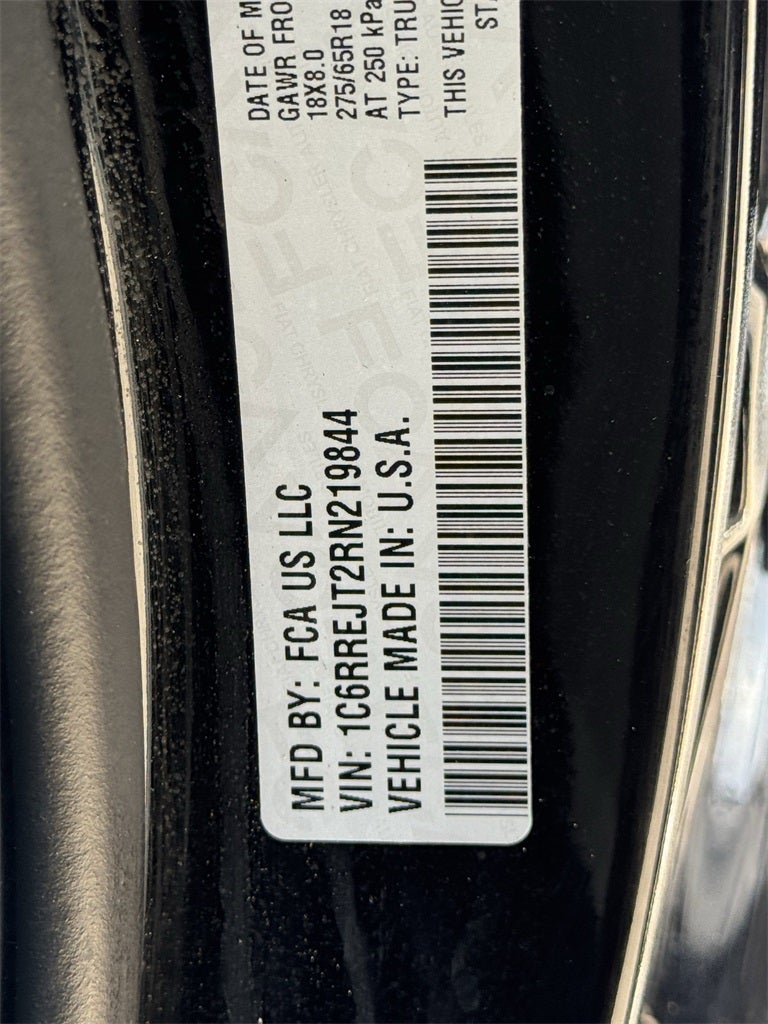 DATE OF M
GAWR FRO
18X8.0
275/65R18
AT 250 kPa
TYPE: TRU
THIS VEHIC
STA
MFD BY: FCA US LLC
VIN: 1C6RREJT2RN219844
VEHICLE MADE IN: U.S.A.